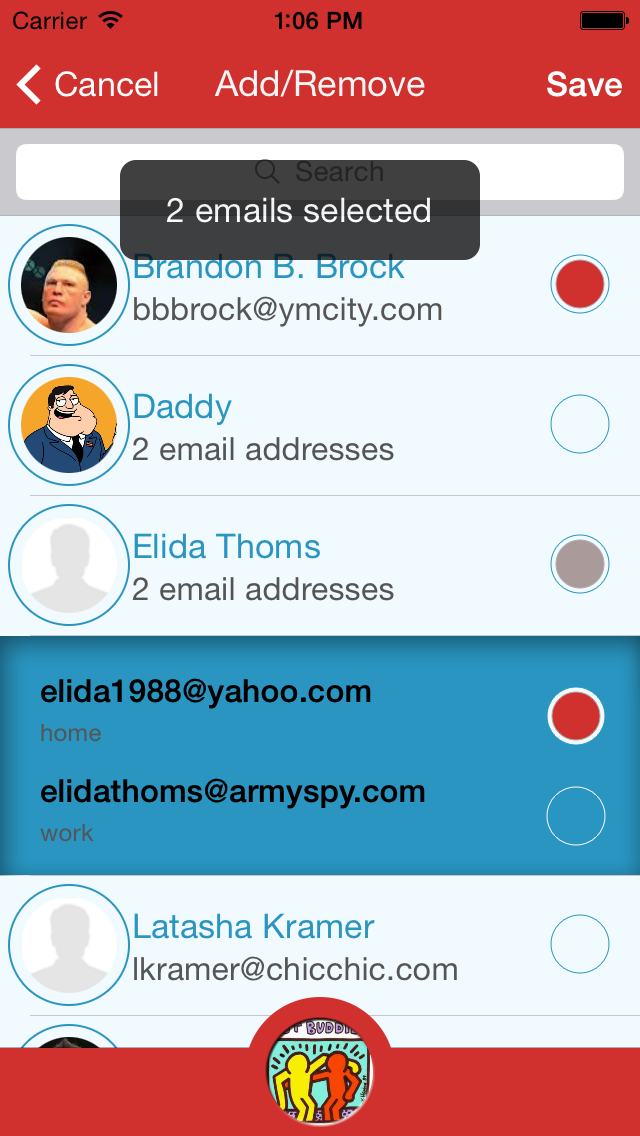 Carrier 1:06 PM
Cancel Add/Remove Save
Search
2 emails selected
Brandon B. Brock
bbbrock@ymcity.com
Daddy
2 email addresses
Elida Thoms
2 email addresses
elida1988@yahoo.com
home
elidathoms@armyspy.com
work
Latasha Kramer
lkramer@chicchic.com